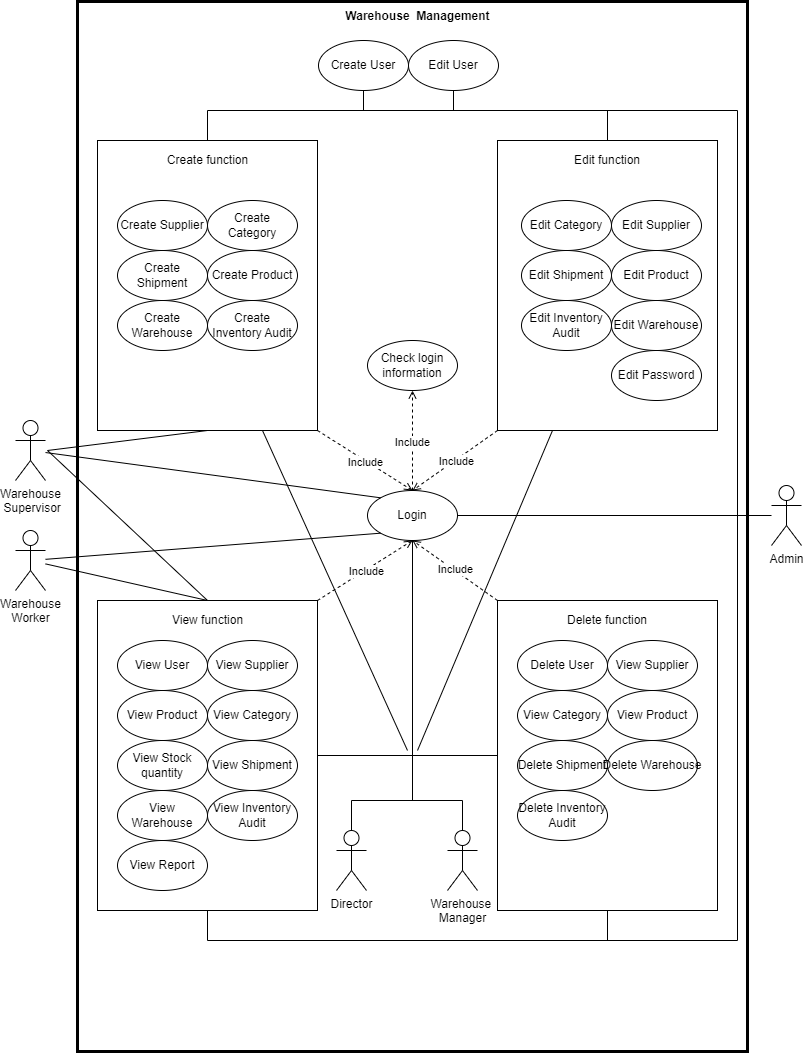 Warehouse Management
Create User
Edit User
Create function
Create Supplier
Create
Category
Create
Shipment
Create Product
Create
Warehouse
Create
Inventory Audit
Edit function
Edit Category
Edit Supplier
Edit Shipment
Edit Product
Edit Inventory
Audit
Edit Warehouse
Edit Password
Check login
information
Include
Include
Include
Warehouse
Supervisor
Login
Admin
Warehouse
Worker
Include
Include
View function
View User
View Supplier
View Product
View Category
View Stock
quantity
View Shipment
View
Warehouse
View Inventory
Audit
View Report
Delete function
Delete User
View Supplier
View Category
View Product
Delete Shipment
Delete Warehouse
Delete Inventory
Audit
Director
Warehouse
Manager